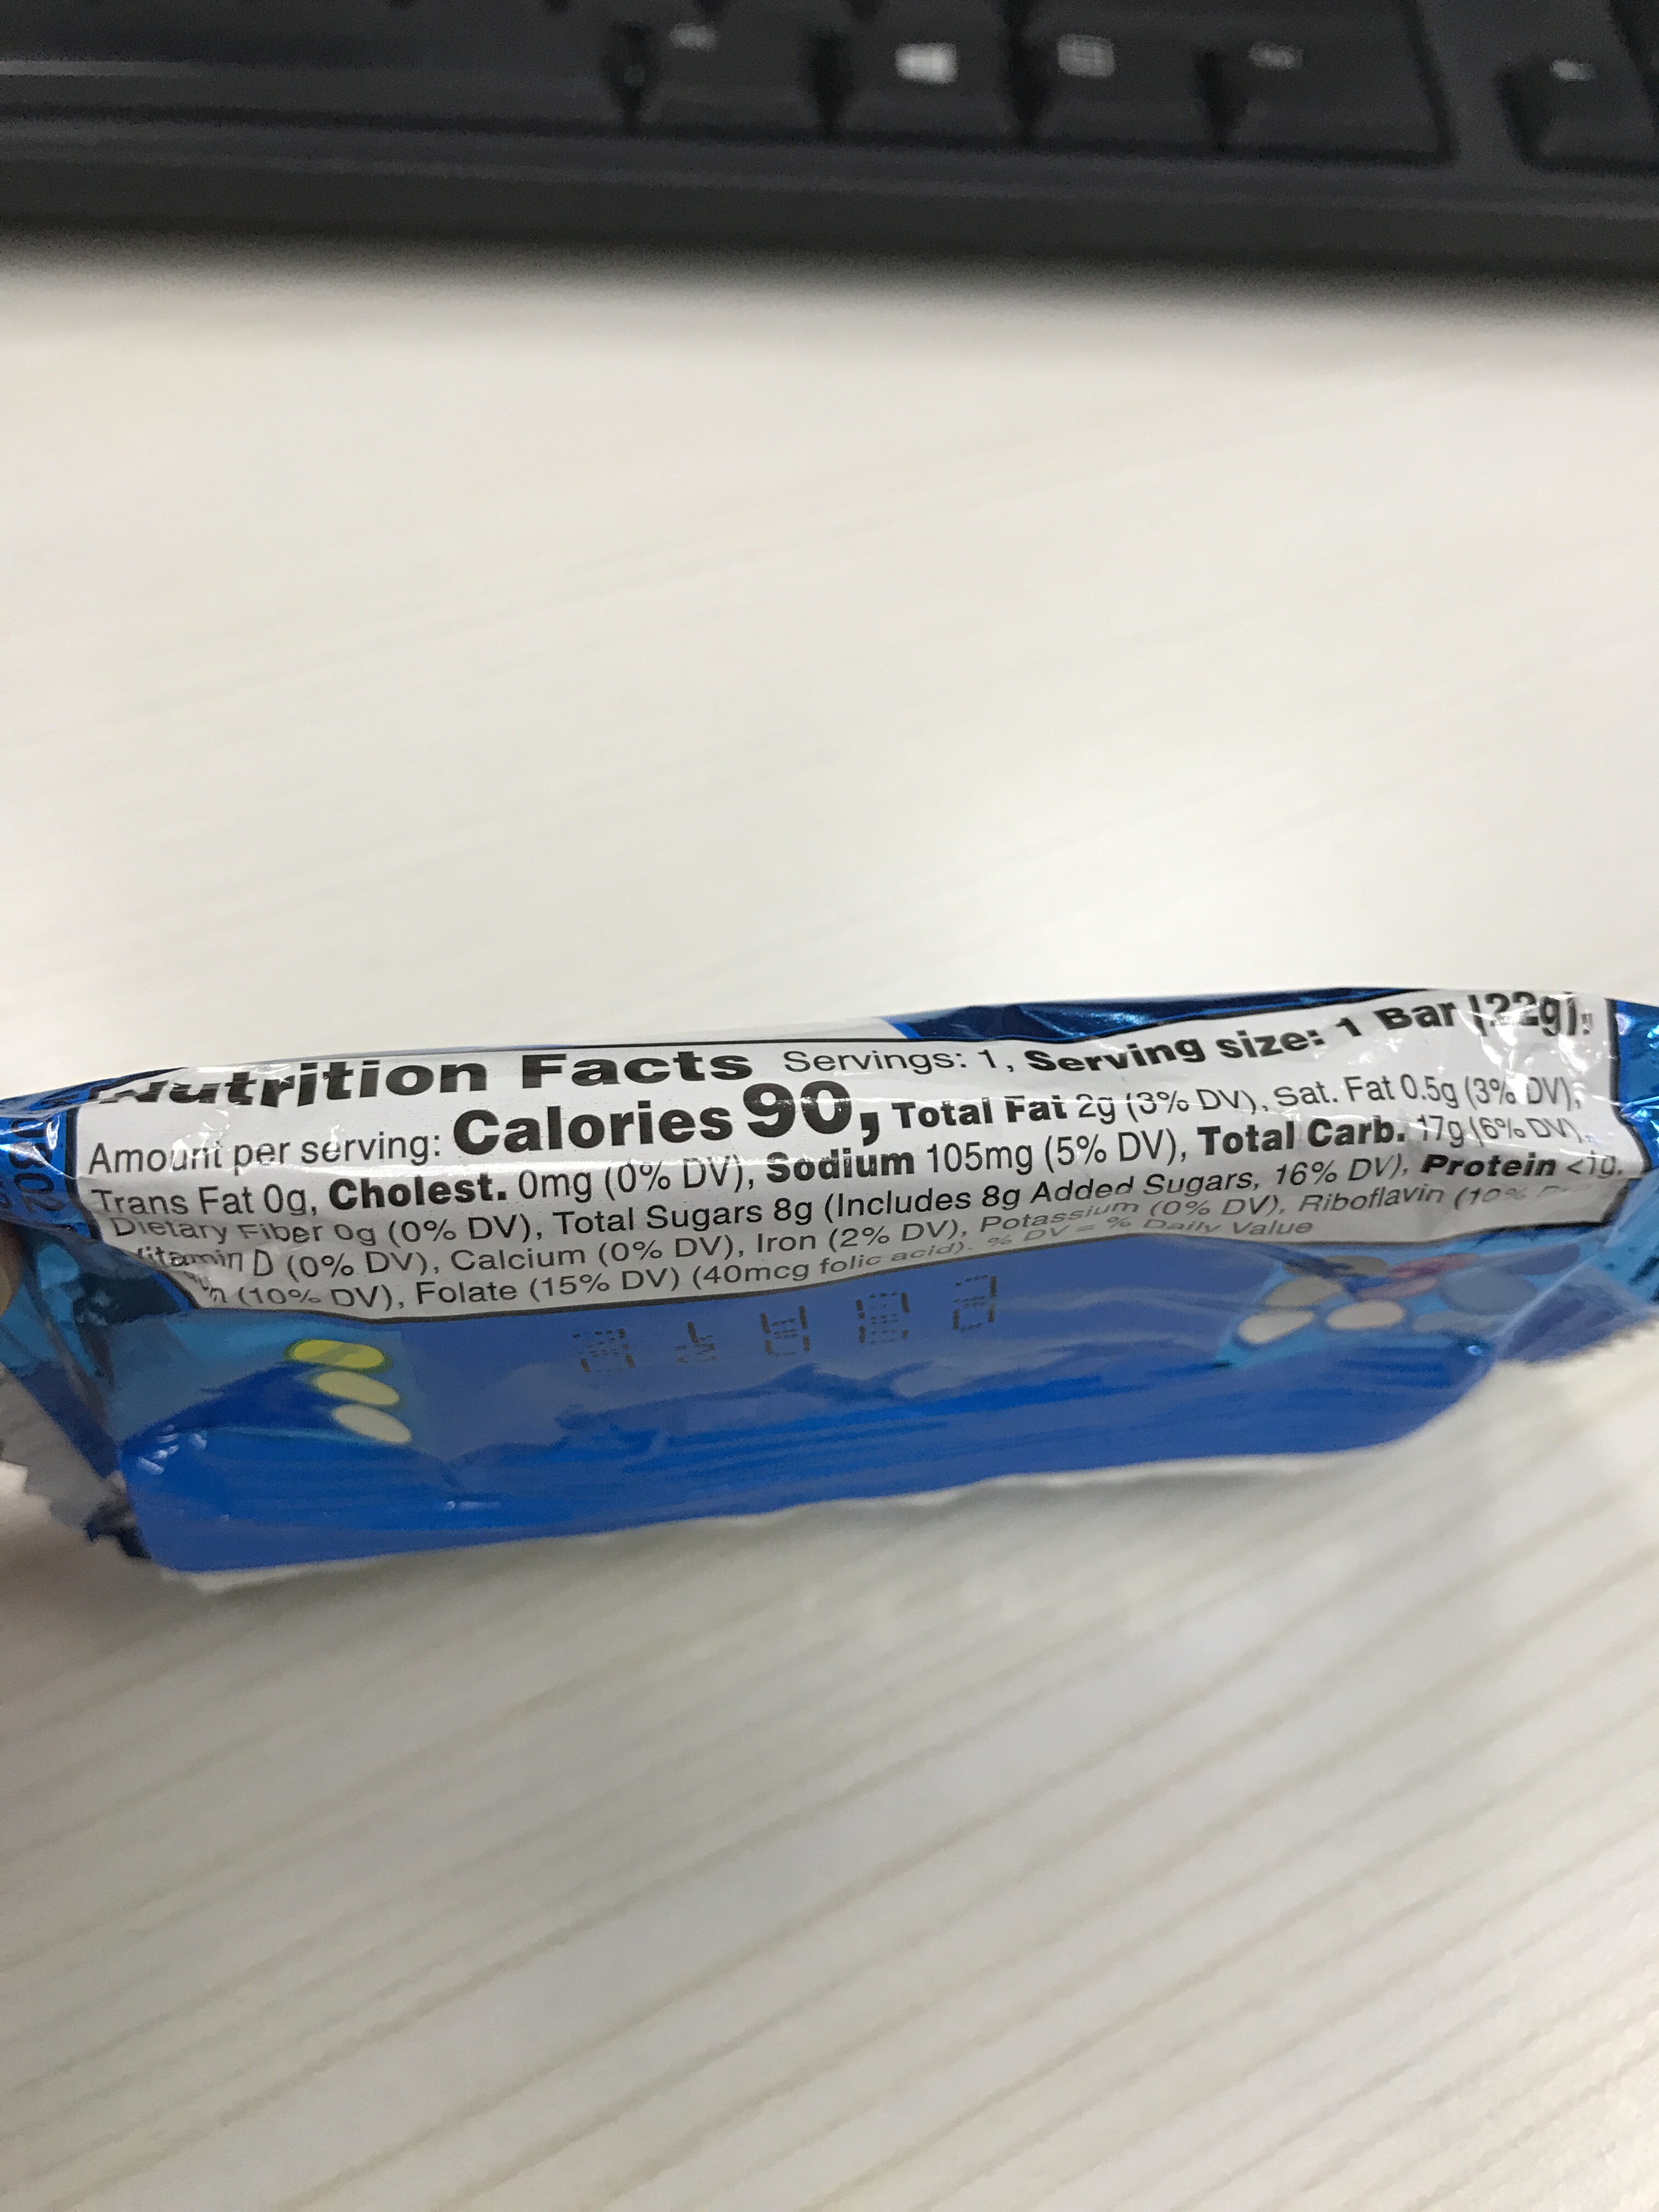 Nutrition Facts Servings: 1, Serving size: 1 Bar (22g),
Amount per serving: Calories 90, Total Fat 2g (3% DV), Sat. Fat 0.5g (3% DV),
Trans Fat 0g, Cholest. 0mg (0% DV), Sodium 105mg (5% DV), Total Carb. 17g (6% DV),
Dietary Fiber 0g (0% DV), Total Sugars 8g (Includes 8g Added Sugars, 16% DV), Protein <1g,
Vitamin D (0% DV), Calcium (0% DV), Iron (2% DV), Potassium (0% DV), Riboflavin (10%
(10% DV), Folate (15% DV) (40mcg folic acid). % DV = % Daily Value